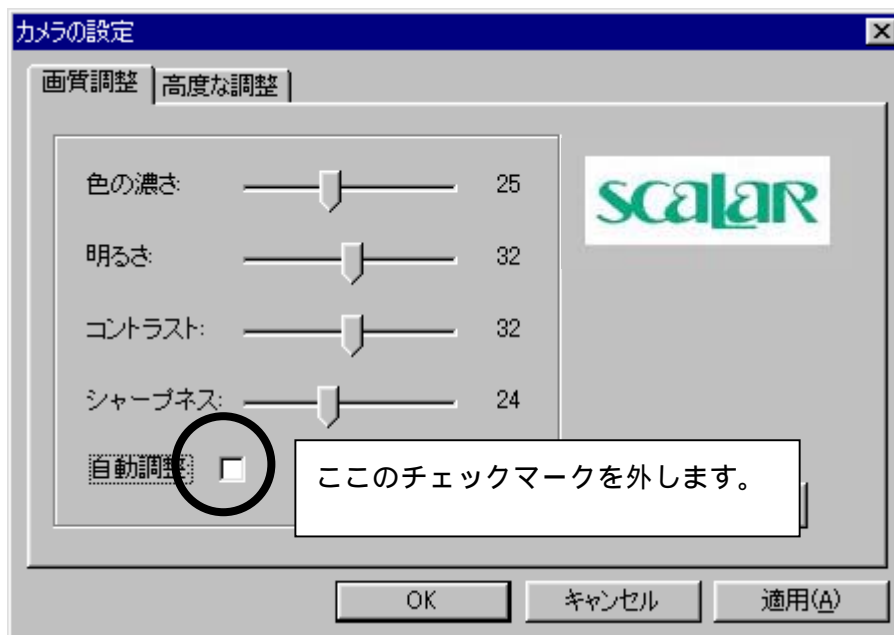 カメラの設定
画質調整 高度な調整
色の濃さ: 25
scalar
明るさ: 32
コントラスト: 32
シャープネス: 24
自動調整
ここのチェックマークを外します。
OK キャンセル 適用(A)